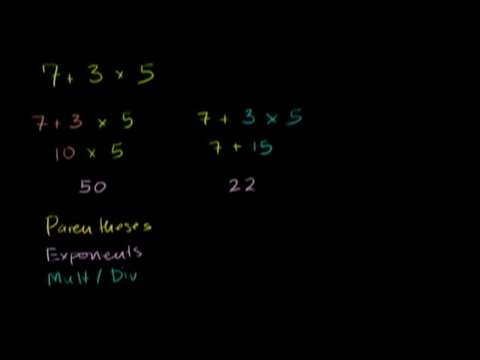 7 + 3 × 5
7 + 3 × 5
10 × 5
50
7 + 3 × 5
7 + 15
22
Parentheses
Exponents
Mult / Div